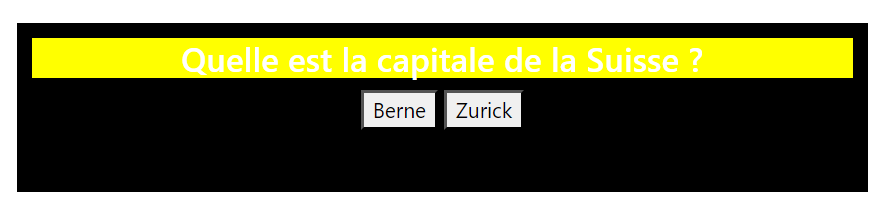 Quelle est la capitale de la Suisse ?
Berne Zurick